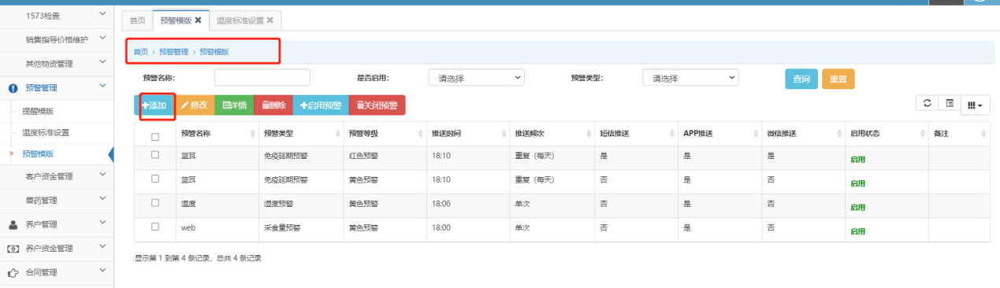 1573检查
销售指导价格维护
其他物资管理
预警管理
提醒模版
温度标准设置
预警模版
客户资金管理
兽药管理
养户管理
养户资金管理
合同管理
首页 预警模版 ✖ 温度标准设置 ✖
首页 › 预警管理 › 预警模版
预警名称: 是否启用: 请选择 预警类型: 请选择 查询 重置
+添加 修改 详情 删除 +启用预警 关闭预警
预警名称 预警类型 预警等级 推送时间 推送频次 短信推送 APP推送 微信推送 启用状态 备注
蓝耳 免疫延期预警 红色预警 18:10 重复 (每天) 是 是 是 启用
蓝耳 免疫延期预警 黄色预警 18:10 重复 (每天) 否 是 否 启用
温度 湿度预警 黄色预警 18:06 单次 否 是 否 启用
web 采食量预警 黄色预警 18:00 单次 否 是 否 启用
显示第 1 到第 4 条记录, 总共 4 条记录